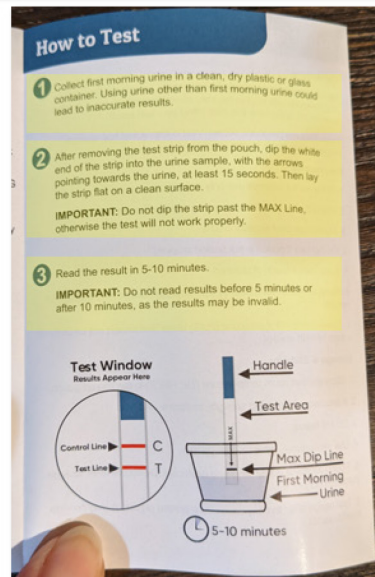 How to Test
1 Collect first morning urine in a clean, dry plastic or glass
container. Using urine other than first morning urine could
lead to inaccurate results.
2 After removing the test strip from the pouch, dip the white
end of the strip into the urine sample, with the arrows
pointing towards the urine, at least 15 seconds. Then lay
the strip flat on a clean surface.
IMPORTANT: Do not dip the strip past the MAX Line,
otherwise the test will not work properly.
3 Read the result in 5-10 minutes.
IMPORTANT: Do not read results before 5 minutes or
after 10 minutes, as the results may be invalid.
Test Window
Results Appear Here
Control Line C
Test Line T
Handle
Test Area
MAX
Max Dip Line
First Morning
Urine
5-10 minutes